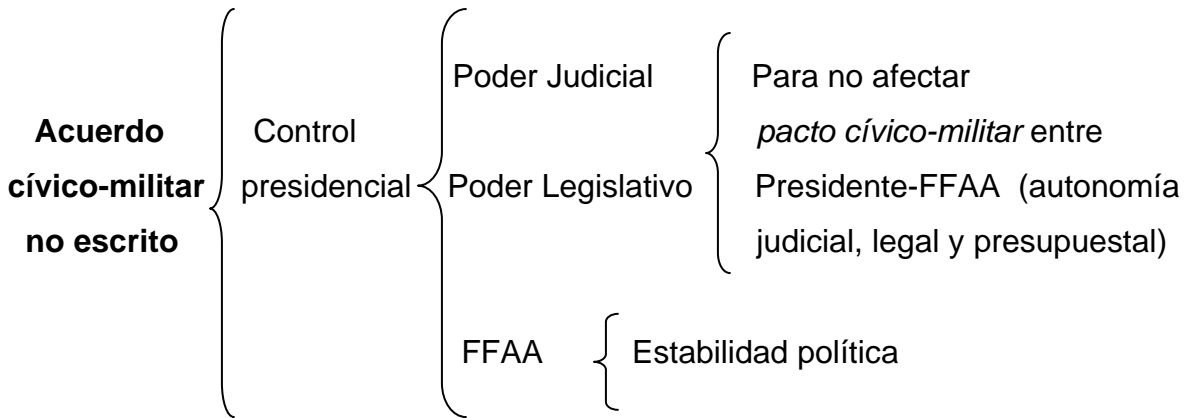 Acuerdo
cívico-militar
no escrito
Control
presidencial
Poder Judicial
Poder Legislativo
Para no afectar
pacto cívico-militar entre
Presidente-FFAA (autonomía
judicial, legal y presupuestal)
FFAA
Estabilidad política